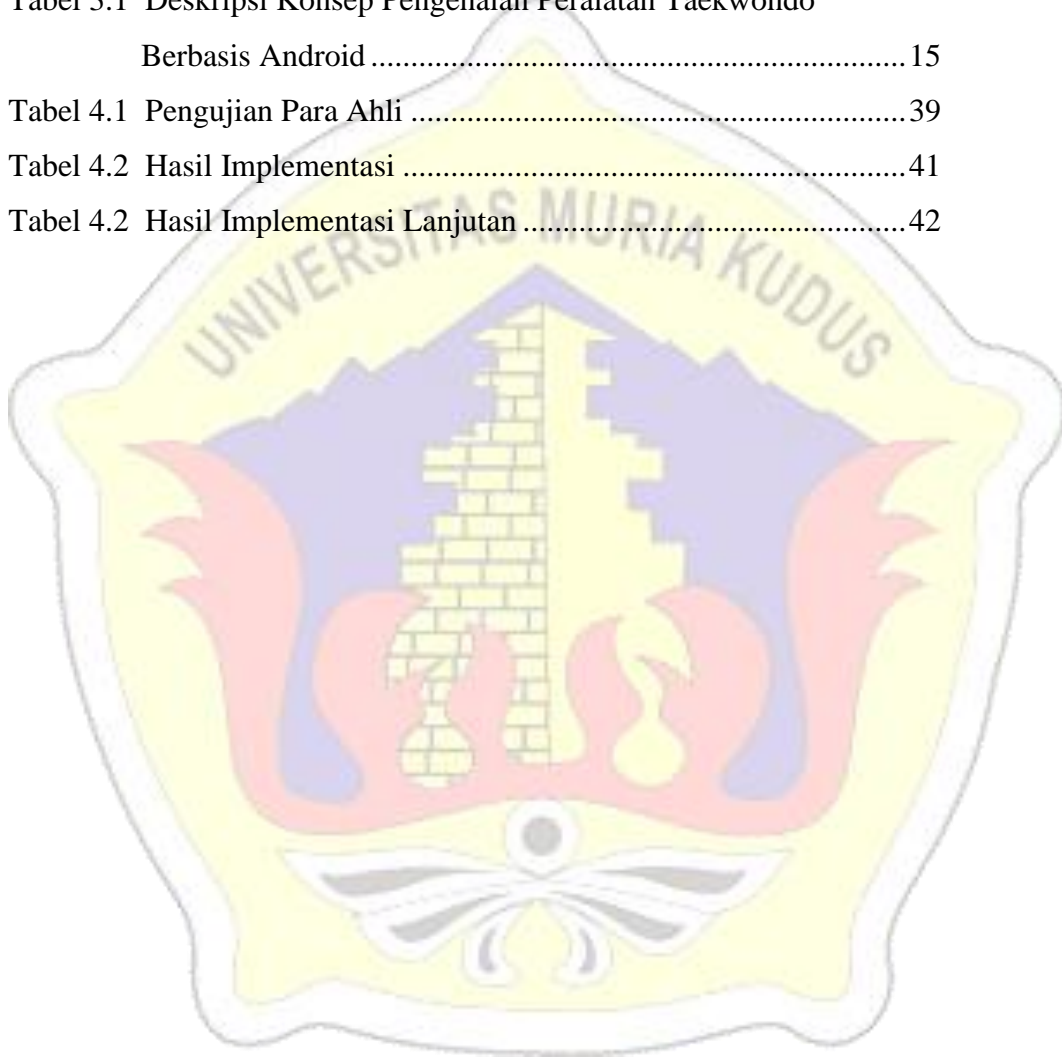 Tabel 3.1 Deskripsi Konsep Pengenalan Peralatan Taekwondo
Berbasis Android ................................................................... 15
Tabel 4.1 Pengujian Para Ahli .............................................................. 39
Tabel 4.2 Hasil Implementasi ............................................................... 41
Tabel 4.2 Hasil Implementasi Lanjutan ................................................ 42
UNIVERSITAS MURIA KUDUS